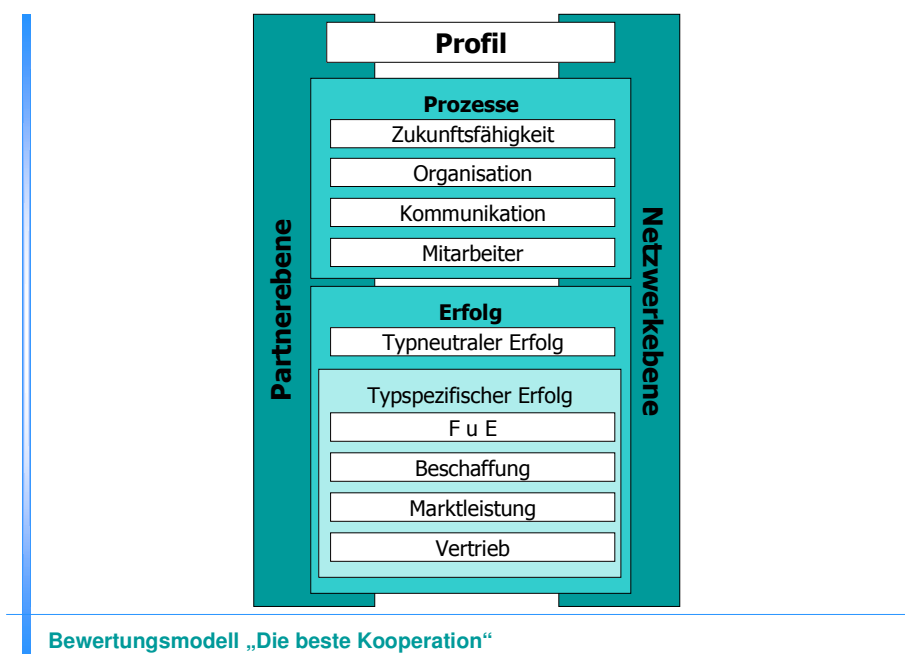 Profil
Prozesse
Zukunftsfähigkeit
Organisation
Kommunikation
Mitarbeiter
Partnerebene
Netzwerkebene
Erfolg
Typneutraler Erfolg
Typspezifischer Erfolg
F u E
Beschaffung
Marktleistung
Vertrieb
Bewertungsmodell „Die beste Kooperation“